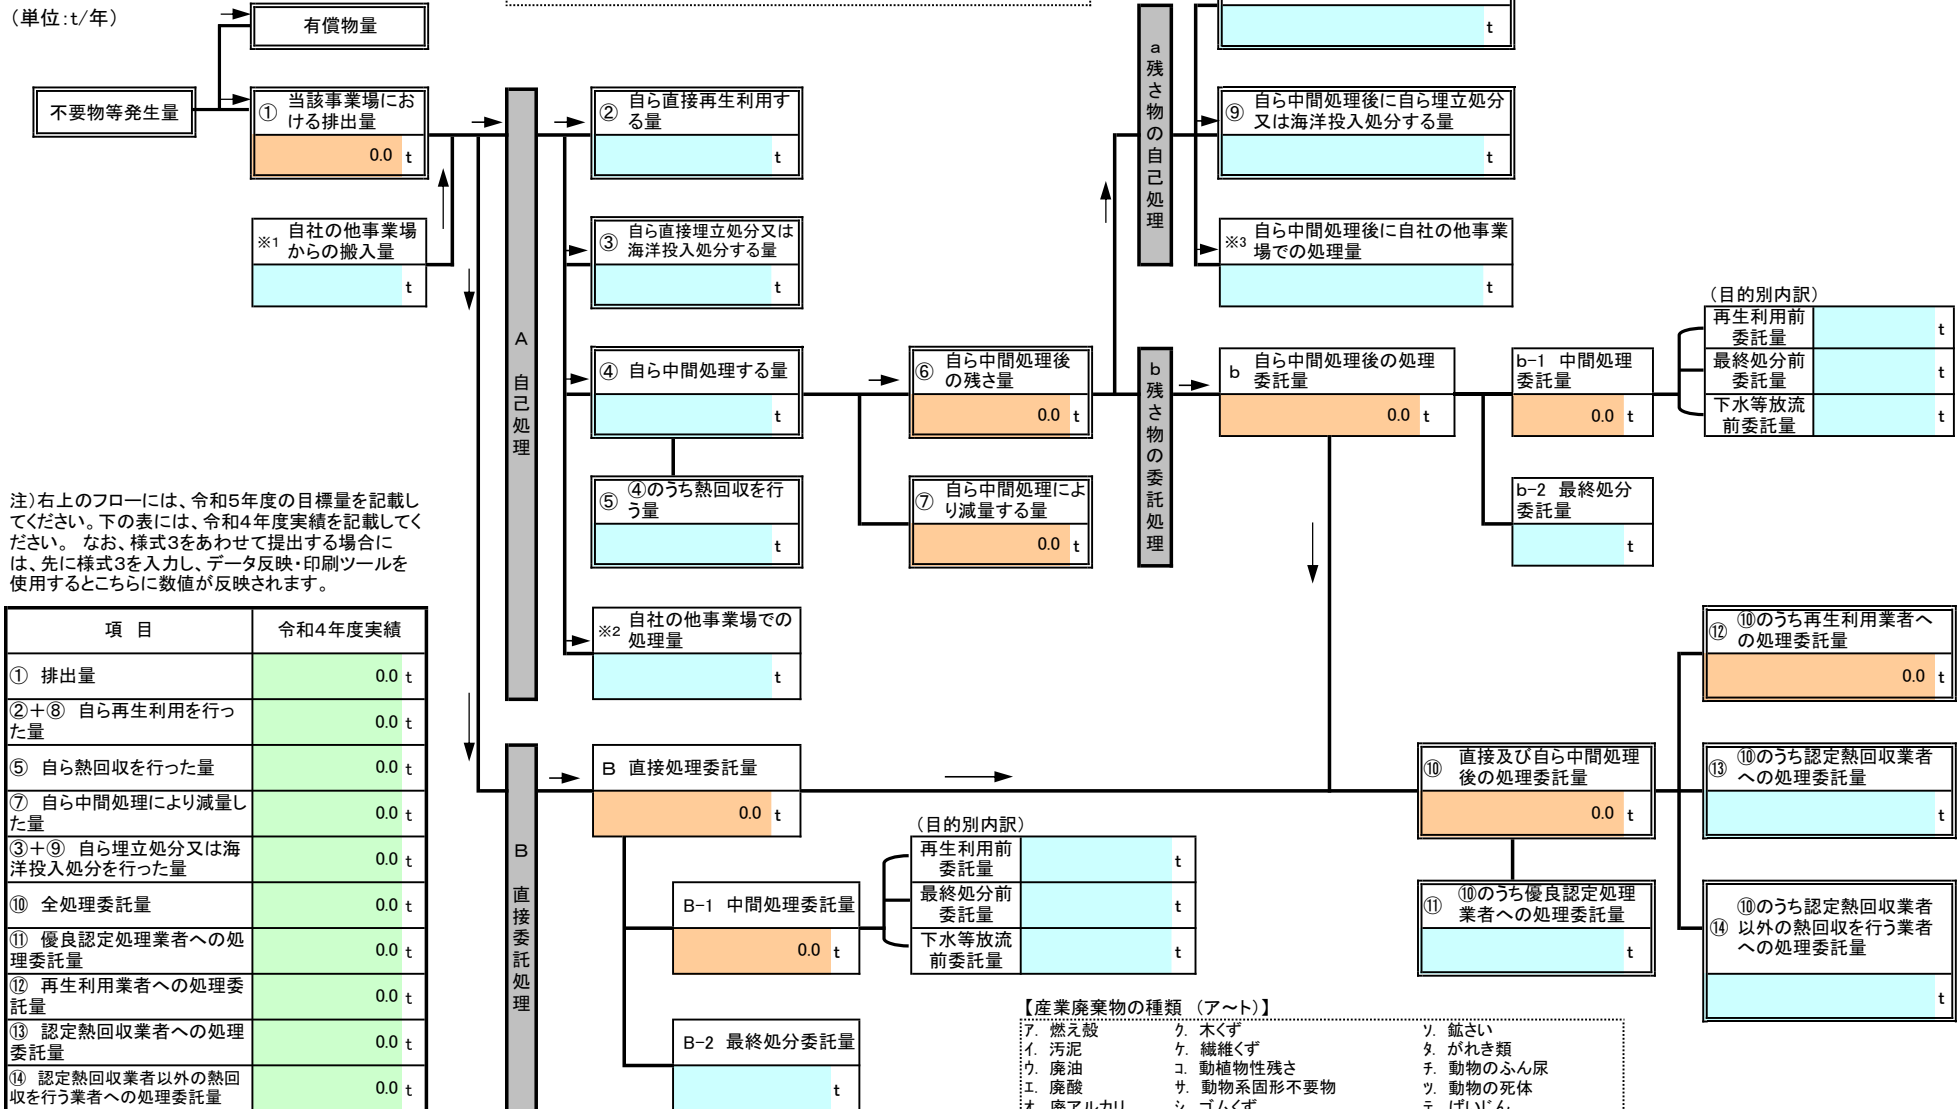 （単位：t/年）
有償物量
不要物等発生量
① 当該事業場にお
ける排出量
0.0 t
※1 自社の他事業場
からの搬入量
t
A 自己処理
② 自ら直接再生利用す
る量
t
③ 自ら直接埋立処分又は
海洋投入処分する量
t
④ 自ら中間処理する量
t
⑤ ④のうち熱回収を行
う量
t
※2 自社の他事業場での
処理量
t
⑥ 自ら中間処理後
の残さ量
0.0 t
⑦ 自ら中間処理によ
り減量する量
0.0 t
a 残さ物の自己処理
t
⑨ 自ら中間処理後に自ら埋立処分
又は海洋投入処分する量
t
※3 自ら中間処理後に自社の他事業
場での処理量
t
b 残さ物の委託処理
b 自ら中間処理後の処理
委託量
0.0 t
b-1 中間処理
委託量
0.0 t
（目的別内訳）
再生利用前
委託量
t
最終処分前
委託量
t
下水等放流
前委託量
t
b-2 最終処分
委託量
t
注）右上のフローには、令和5年度の目標量を記載し
てください。下の表には、令和4年度実績を記載してく
ださい。 なお、様式3をあわせて提出する場合に
は、先に様式3を入力し、データ反映・印刷ツールを
使用するとこちらに数値が反映されます。
項 目 令和4年度実績
① 排出量 0.0 t
②＋⑧ 自ら再生利用を行っ
た量 0.0 t
⑤ 自ら熱回収を行った量 0.0 t
⑦ 自ら中間処理により減量し
た量 0.0 t
③＋⑨ 自ら埋立処分又は海
洋投入処分を行った量 0.0 t
⑩ 全処理委託量 0.0 t
⑪ 優良認定処理業者への処
理委託量 0.0 t
⑫ 再生利用業者への処理委
託量 0.0 t
⑬ 認定熱回収業者への処理
委託量 0.0 t
⑭ 認定熱回収業者以外の熱回
収を行う業者への処理委託量 0.0 t
B 直接委託処理
B 直接処理委託量
0.0 t
B-1 中間処理委託量
0.0 t
（目的別内訳）
再生利用前
委託量
t
最終処分前
委託量
t
下水等放流
前委託量
t
B-2 最終処分委託量
t
⑩ 直接及び自ら中間処理
後の処理委託量
0.0 t
⑪ ⑩のうち優良認定処理
業者への処理委託量
t
⑫ ⑩のうち再生利用業者へ
の処理委託量
0.0 t
⑬ ⑩のうち認定熱回収業者
への処理委託量
t
⑭ ⑩のうち認定熱回収業者
以外の熱回収を行う業者
への処理委託量
t
【産業廃棄物の種類 （ア～ト）】
ア. 燃え殻 ク. 木くず ソ. 鉱さい
イ. 汚泥 ケ. 繊維くず タ. がれき類
ウ. 廃油 コ. 動植物性残さ チ. 動物のふん尿
エ. 廃酸 サ. 動物系固形不要物 ツ. 動物の死体
オ. 廃アルカリ シ. ゴムくず テ. ばいじん